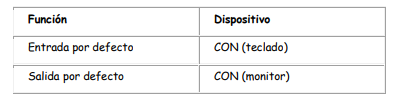 Función Dispositivo
Entrada por defecto CON (teclado)
Salida por defecto CON (monitor)